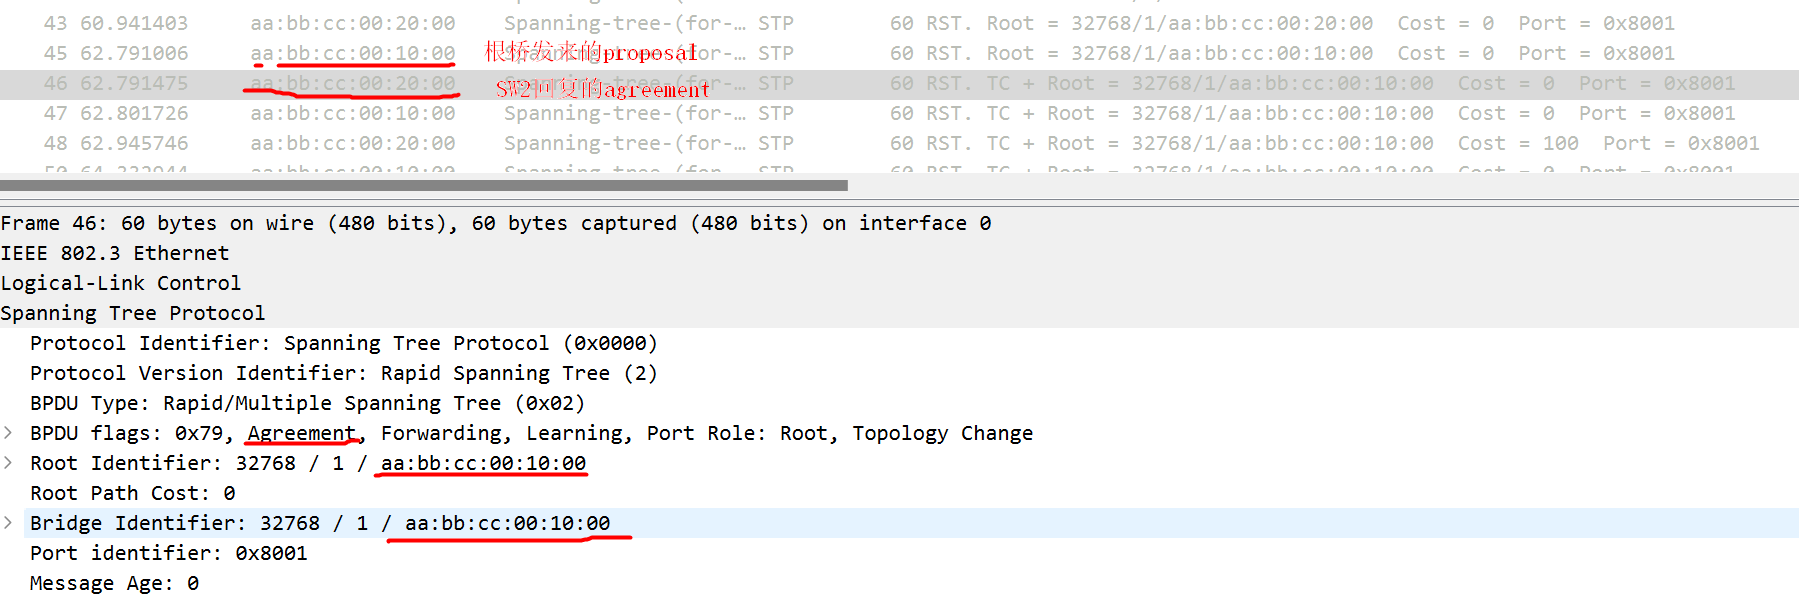 43 60.941403 aa:bb:cc:00:20:00 Spanning-tree-(for-… STP 60 RST. Root = 32768/1/aa:bb:cc:00:20:00 Cost = 0 Port = 0x8001
45 62.791006 aa:bb:cc:00:10:00 Spanning-tree-(for-… STP 60 RST. Root = 32768/1/aa:bb:cc:00:10:00 Cost = 0 Port = 0x8001
根桥发来的proposal
46 62.791475 aa:bb:cc:00:20:00 Spanning-tree-(for-… STP 60 RST. TC + Root = 32768/1/aa:bb:cc:00:10:00 Cost = 0 Port = 0x8001
SW2回复的agreement
47 62.801726 aa:bb:cc:00:10:00 Spanning-tree-(for-… STP 60 RST. TC + Root = 32768/1/aa:bb:cc:00:10:00 Cost = 0 Port = 0x8001
48 62.945746 aa:bb:cc:00:20:00 Spanning-tree-(for-… STP 60 RST. TC + Root = 32768/1/aa:bb:cc:00:10:00 Cost = 100 Port = 0x8001
Frame 46: 60 bytes on wire (480 bits), 60 bytes captured (480 bits) on interface 0
IEEE 802.3 Ethernet
Logical-Link Control
Spanning Tree Protocol
Protocol Identifier: Spanning Tree Protocol (0x0000)
Protocol Version Identifier: Rapid Spanning Tree (2)
BPDU Type: Rapid/Multiple Spanning Tree (0x02)
BPDU flags: 0x79, Agreement, Forwarding, Learning, Port Role: Root, Topology Change
Root Identifier: 32768 / 1 / aa:bb:cc:00:10:00
Root Path Cost: 0
Bridge Identifier: 32768 / 1 / aa:bb:cc:00:10:00
Port identifier: 0x8001
Message Age: 0